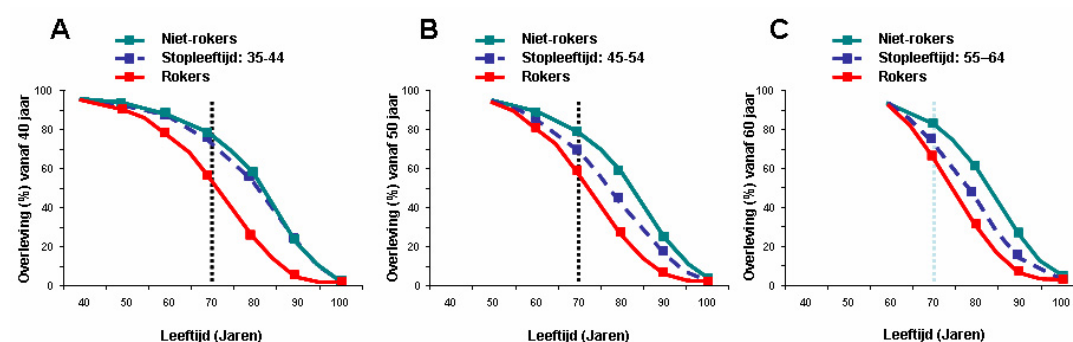 A
Niet-rokers
Stopleeftijd: 35-44
Rokers
Overleving (%) vanaf 40 jaar
100
80
60
40
20
0
40 50 60 70 80 90 100
Leeftijd (Jaren)
B
Niet-rokers
Stopleeftijd: 45-54
Rokers
Overleving (%) vanaf 50 jaar
100
80
60
40
20
0
40 50 60 70 80 90 100
Leeftijd (Jaren)
C
Niet-rokers
Stopleeftijd: 55–64
Rokers
Overleving (%) vanaf 60 jaar
100
80
60
40
20
0
40 50 60 70 80 90 100
Leeftijd (Jaren)